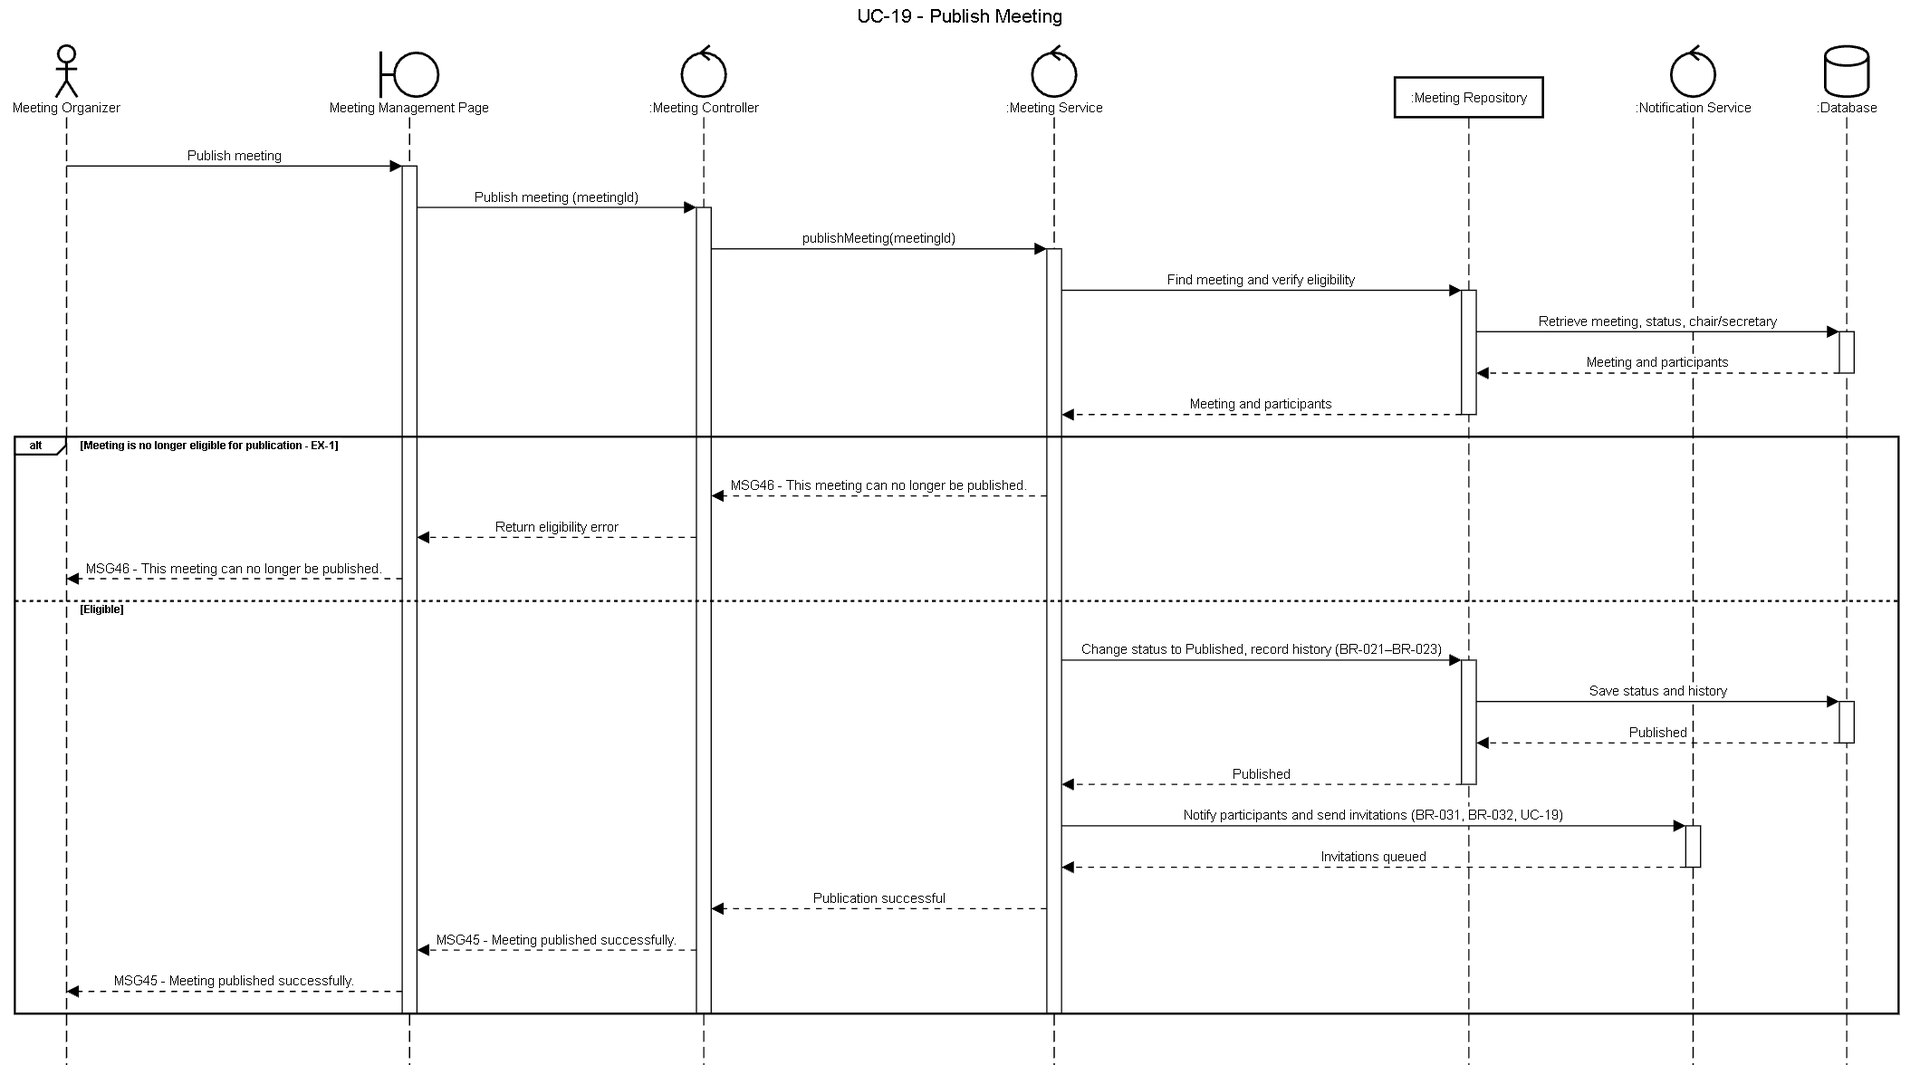 UC-19 - Publish Meeting
Meeting Organizer
Meeting Management Page
:Meeting Controller
:Meeting Service
:Meeting Repository
:Notification Service
:Database
Publish meeting
Publish meeting (meetingId)
publishMeeting(meetingId)
Find meeting and verify eligibility
Retrieve meeting, status, chair/secretary
Meeting and participants
Meeting and participants
alt
[Meeting is no longer eligible for publication - EX-1]
MSG46 - This meeting can no longer be published.
Return eligibility error
MSG46 - This meeting can no longer be published.
[Eligible]
Change status to Published, record history (BR-021–BR-023)
Save status and history
Published
Published
Notify participants and send invitations (BR-031, BR-032, UC-19)
Invitations queued
Publication successful
MSG45 - Meeting published successfully.
MSG45 - Meeting published successfully.